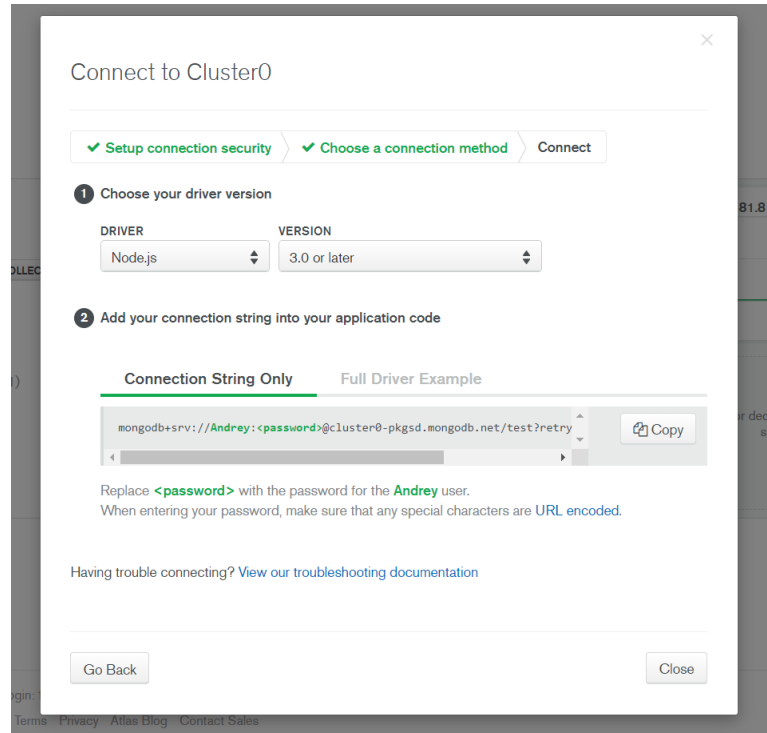 Connect to Cluster0
Setup connection security
Choose a connection method
Connect
1 Choose your driver version
81.8
DRIVER
VERSION
Node.js
3.0 or later
OLLEC
2 Add your connection string into your application code
Connection String Only
Full Driver Example
mongodb+srv://Andrey:<password>@cluster0-pkgsd.mongodb.net/test?retry
Copy
Replace <password> with the password for the Andrey user.
When entering your password, make sure that any special characters are URL encoded.
Having trouble connecting? View our troubleshooting documentation
Go Back
Close
Terms Privacy Atlas Blog Contact Sales